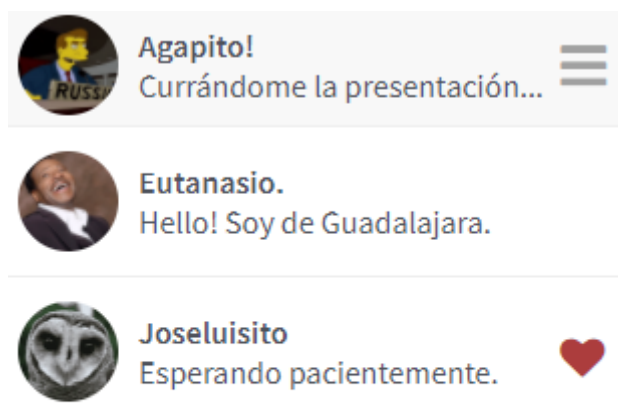 Agapito!
Currándome la presentación...
RUSSI
Eutanasio.
Hello! Soy de Guadalajara.
Joseluisito
Esperando pacientemente.